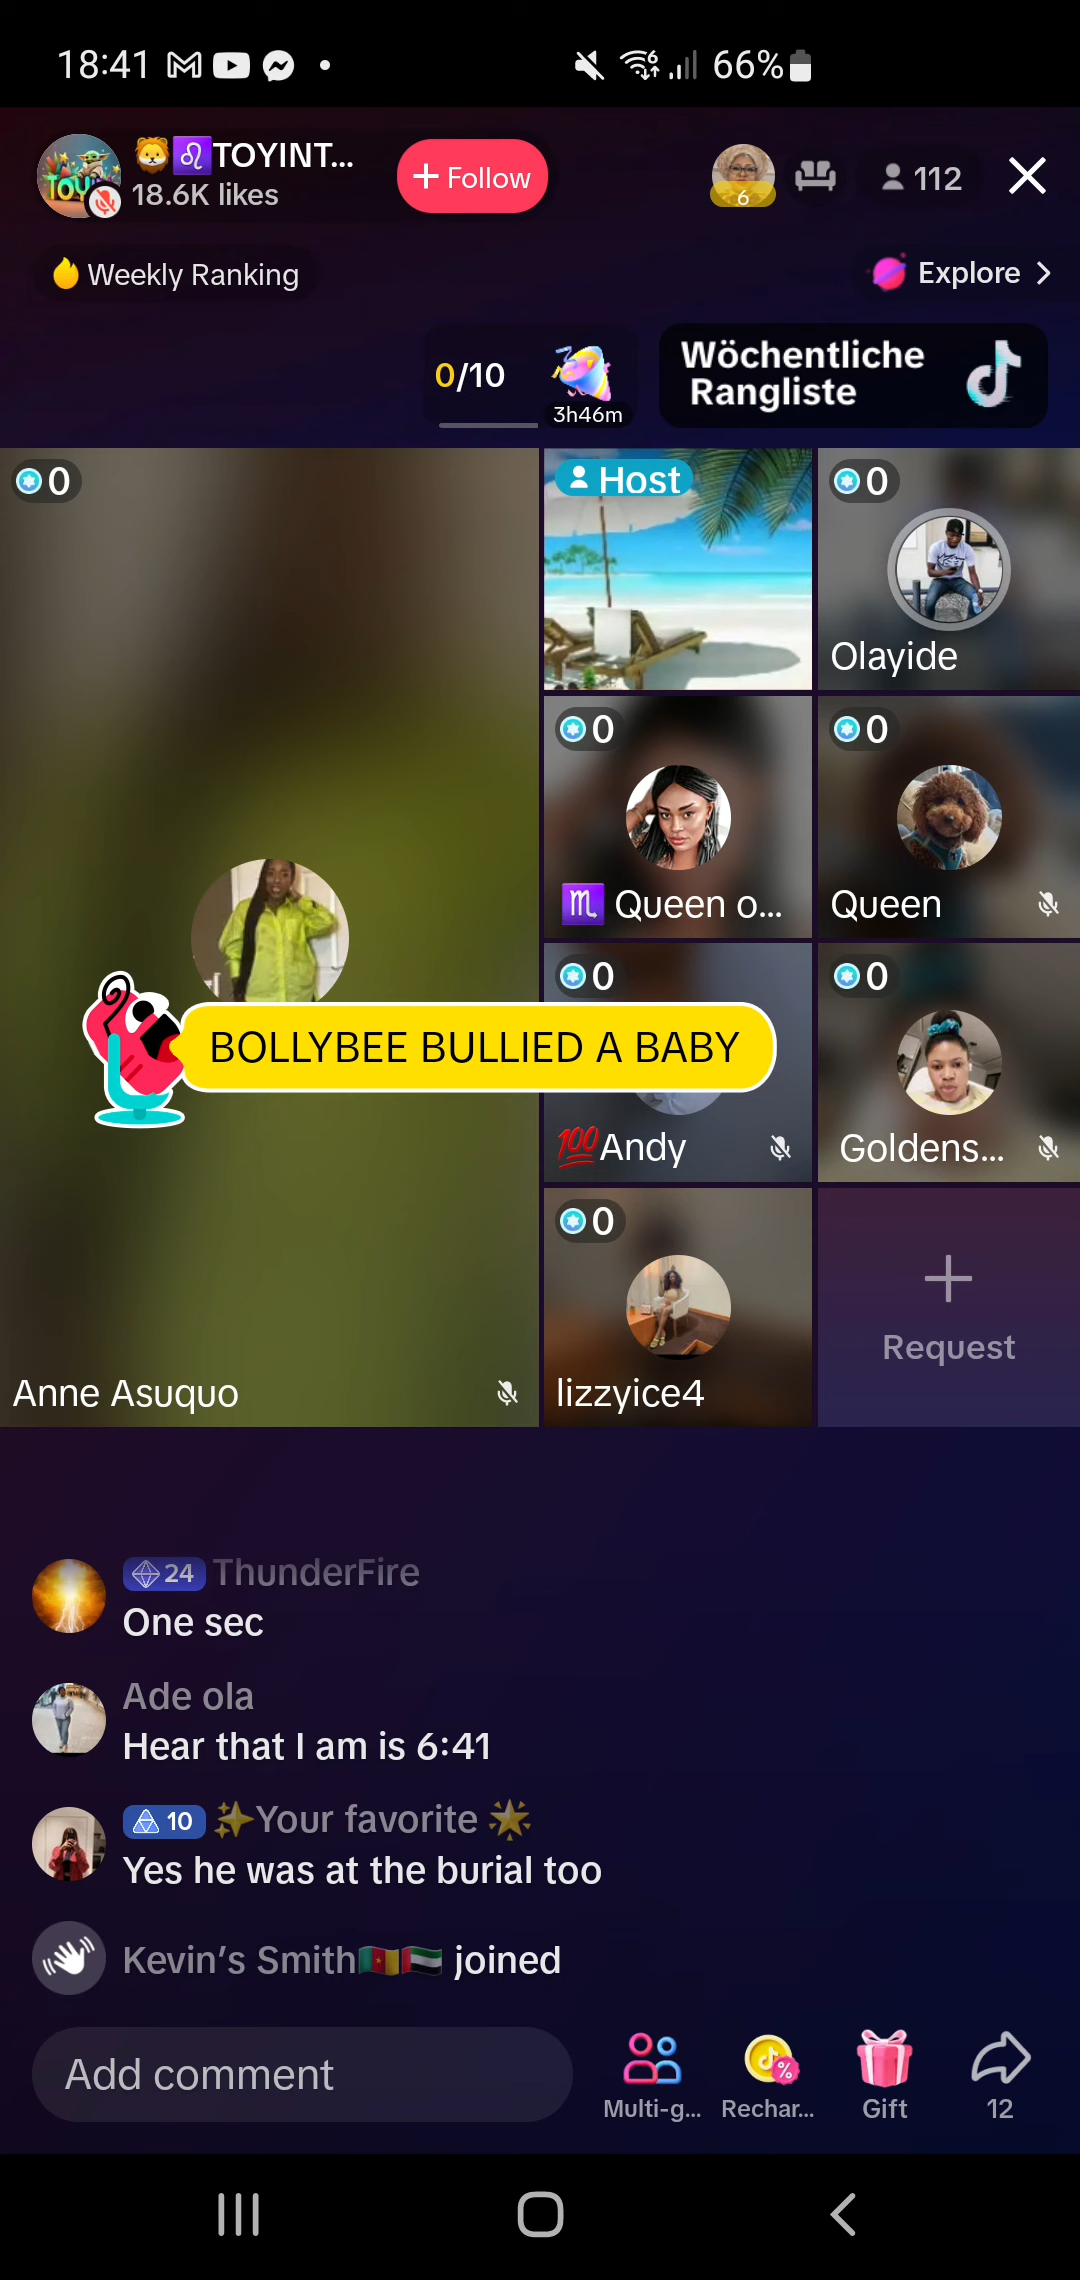 18:41
66%
🦁♌TOYINT...
18.6K likes
+ Follow
6
112
Weekly Ranking
Explore >
0/10
3h46m
Wöchentliche
Rangliste
0
Host
0
Olayide
0
♏ Queen o...
0
Queen
BOLLYBEE BULLIED A BABY
0
💯Andy
0
Goldens...
Anne Asuquo
0
lizzyice4
Request
24 ThunderFire
One sec
Ade ola
Hear that I am is 6:41
10 ✨Your favorite 🌟
Yes he was at the burial too
Kevin's Smith🇨🇲🇦🇪 joined
Add comment
Multi-g...
Rechar...
Gift
12